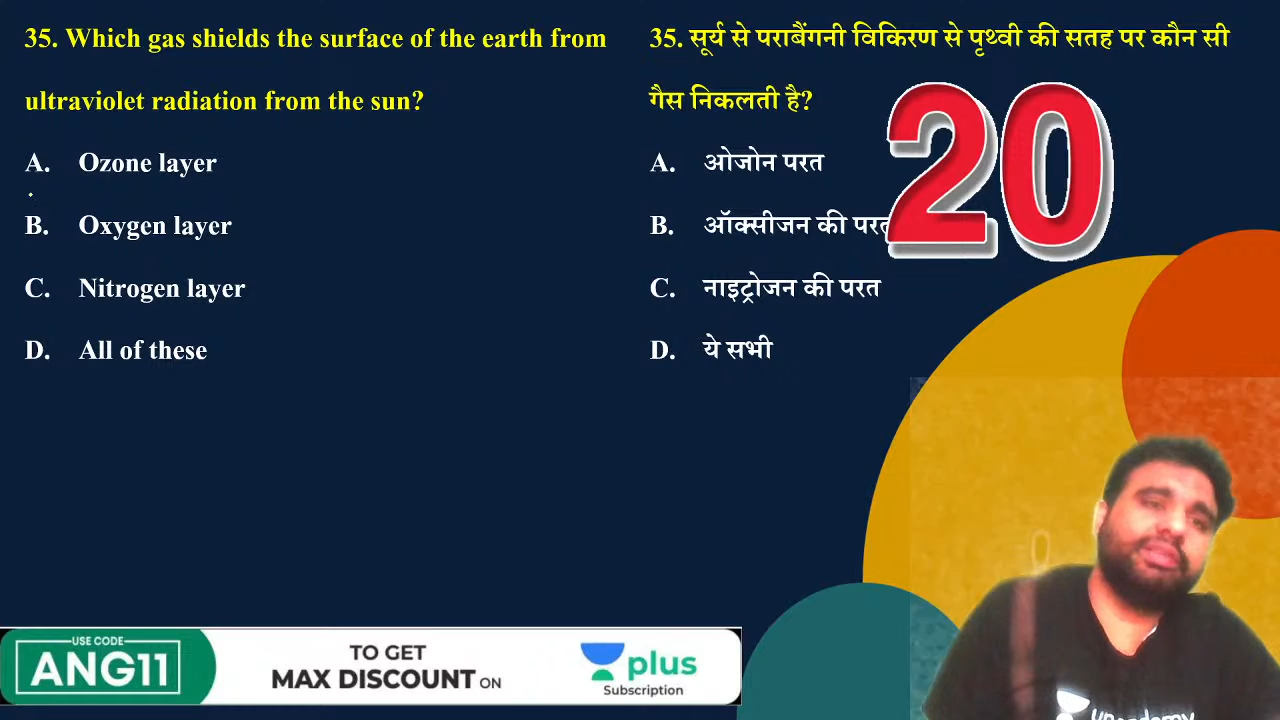 35. Which gas shields the surface of the earth from
ultraviolet radiation from the sun?
A. Ozone layer
B. Oxygen layer
C. Nitrogen layer
D. All of these
35. सूर्य से पराबैंगनी विकिरण से पृथ्वी की सतह पर कौन सी
गैस निकलती है?
A. ओजोन परत
B. ऑक्सीजन की परत
C. नाइट्रोजन की परत
D. ये सभी
20
USE CODE
ANG11
TO GET
MAX DISCOUNT ON
plus
Subscription
unacademy